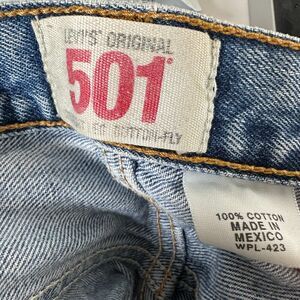 LEVI'S® ORIGINAL
501®
BUTTON-FLY
100% COTTON
MADE IN
MEXICO
WPL-423